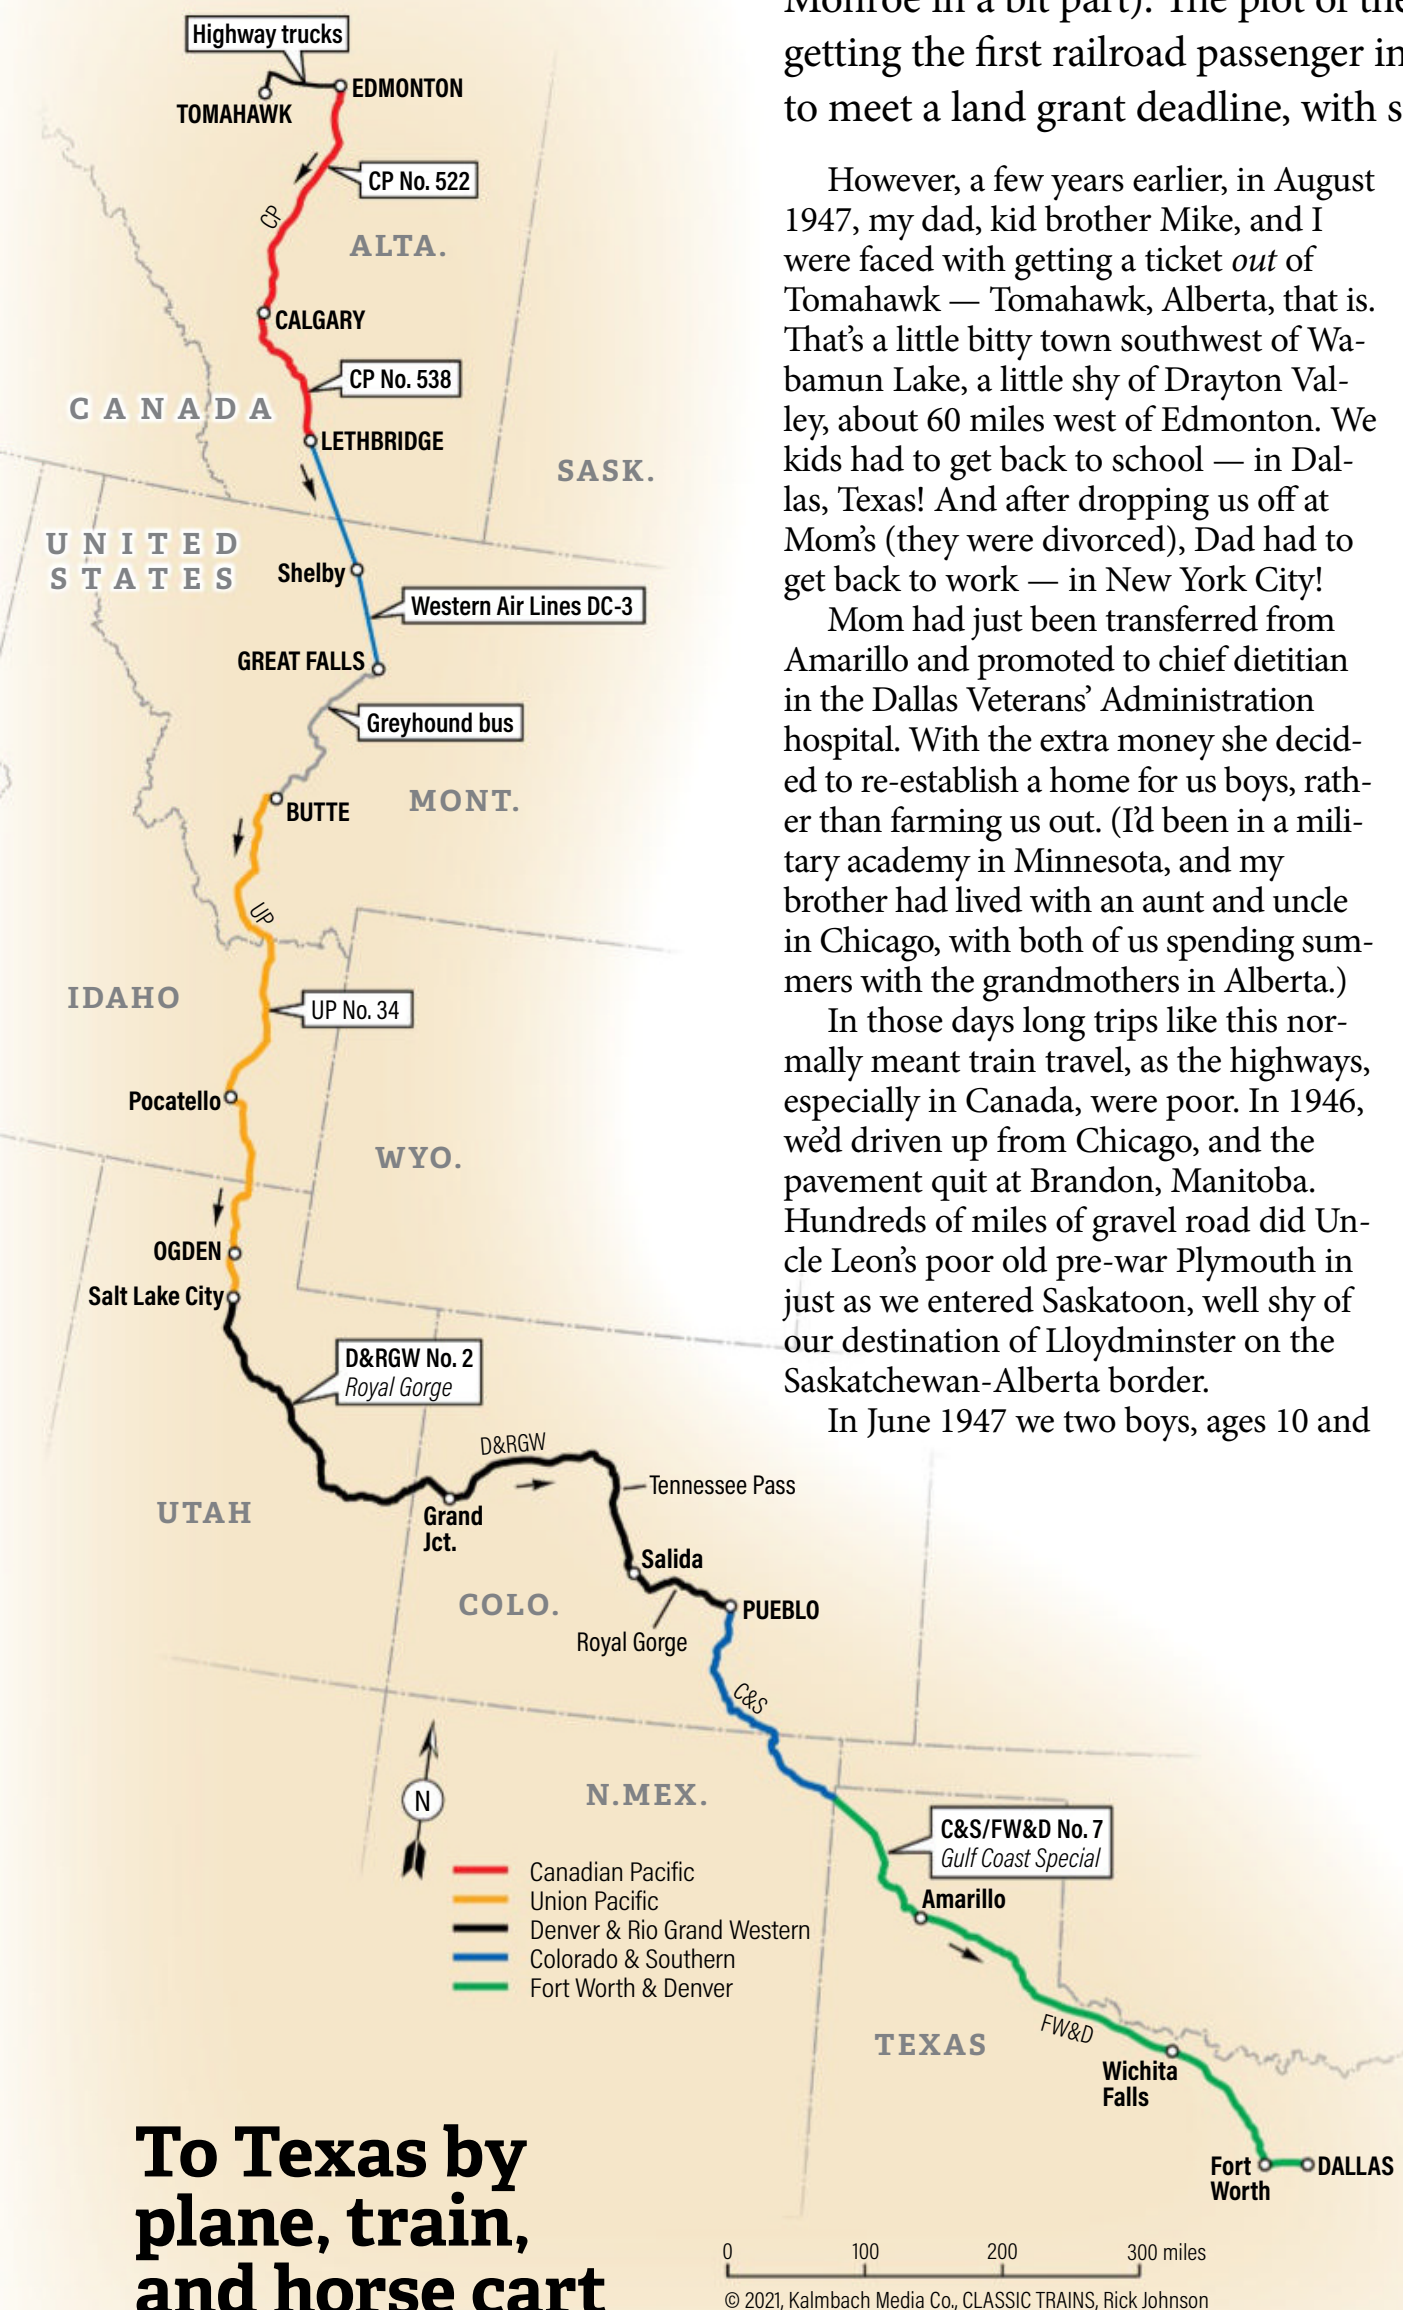 Highway trucks
EDMONTON
TOMAHAWK
CP No. 522
CP
ALTA.
CALGARY
CP No. 538
CANADA
LETHBRIDGE
SASK.
UNITED
STATES
Shelby
Western Air Lines DC-3
GREAT FALLS
Greyhound bus
MONT.
BUTTE
UP
IDAHO
UP No. 34
Pocatello
WYO.
OGDEN
Salt Lake City
D&RGW No. 2
Royal Gorge
D&RGW
Tennessee Pass
UTAH
Grand
Jct.
Salida
COLO.
PUEBLO
Royal Gorge
C&S
N
N.MEX.
C&S/FW&D No. 7
Gulf Coast Special
Canadian Pacific
Union Pacific
Denver & Rio Grand Western
Colorado & Southern
Fort Worth & Denver
Amarillo
FW&D
TEXAS
Wichita
Falls
Fort
Worth
DALLAS
0 100 200 300 miles
© 2021, Kalmbach Media Co., CLASSIC TRAINS, Rick Johnson
To Texas by
plane, train,
and horse cart
Monroe in a bit part). The plot of the
getting the first railroad passenger in
to meet a land grant deadline, with s
However, a few years earlier, in August
1947, my dad, kid brother Mike, and I
were faced with getting a ticket out of
Tomahawk — Tomahawk, Alberta, that is.
That’s a little bitty town southwest of Wa-
bamun Lake, a little shy of Drayton Val-
ley, about 60 miles west of Edmonton. We
kids had to get back to school — in Dal-
las, Texas! And after dropping us off at
Mom’s (they were divorced), Dad had to
get back to work — in New York City!
Mom had just been transferred from
Amarillo and promoted to chief dietitian
in the Dallas Veterans’ Administration
hospital. With the extra money she decid-
ed to re-establish a home for us boys, rath-
er than farming us out. (I’d been in a mili-
tary academy in Minnesota, and my
brother had lived with an aunt and uncle
in Chicago, with both of us spending sum-
mers with the grandmothers in Alberta.)
In those days long trips like this nor-
mally meant train travel, as the highways,
especially in Canada, were poor. In 1946,
we’d driven up from Chicago, and the
pavement quit at Brandon, Manitoba.
Hundreds of miles of gravel road did Un-
cle Leon’s poor old pre-war Plymouth in
just as we entered Saskatoon, well shy of
our destination of Lloydminster on the
Saskatchewan-Alberta border.
In June 1947 we two boys, ages 10 and